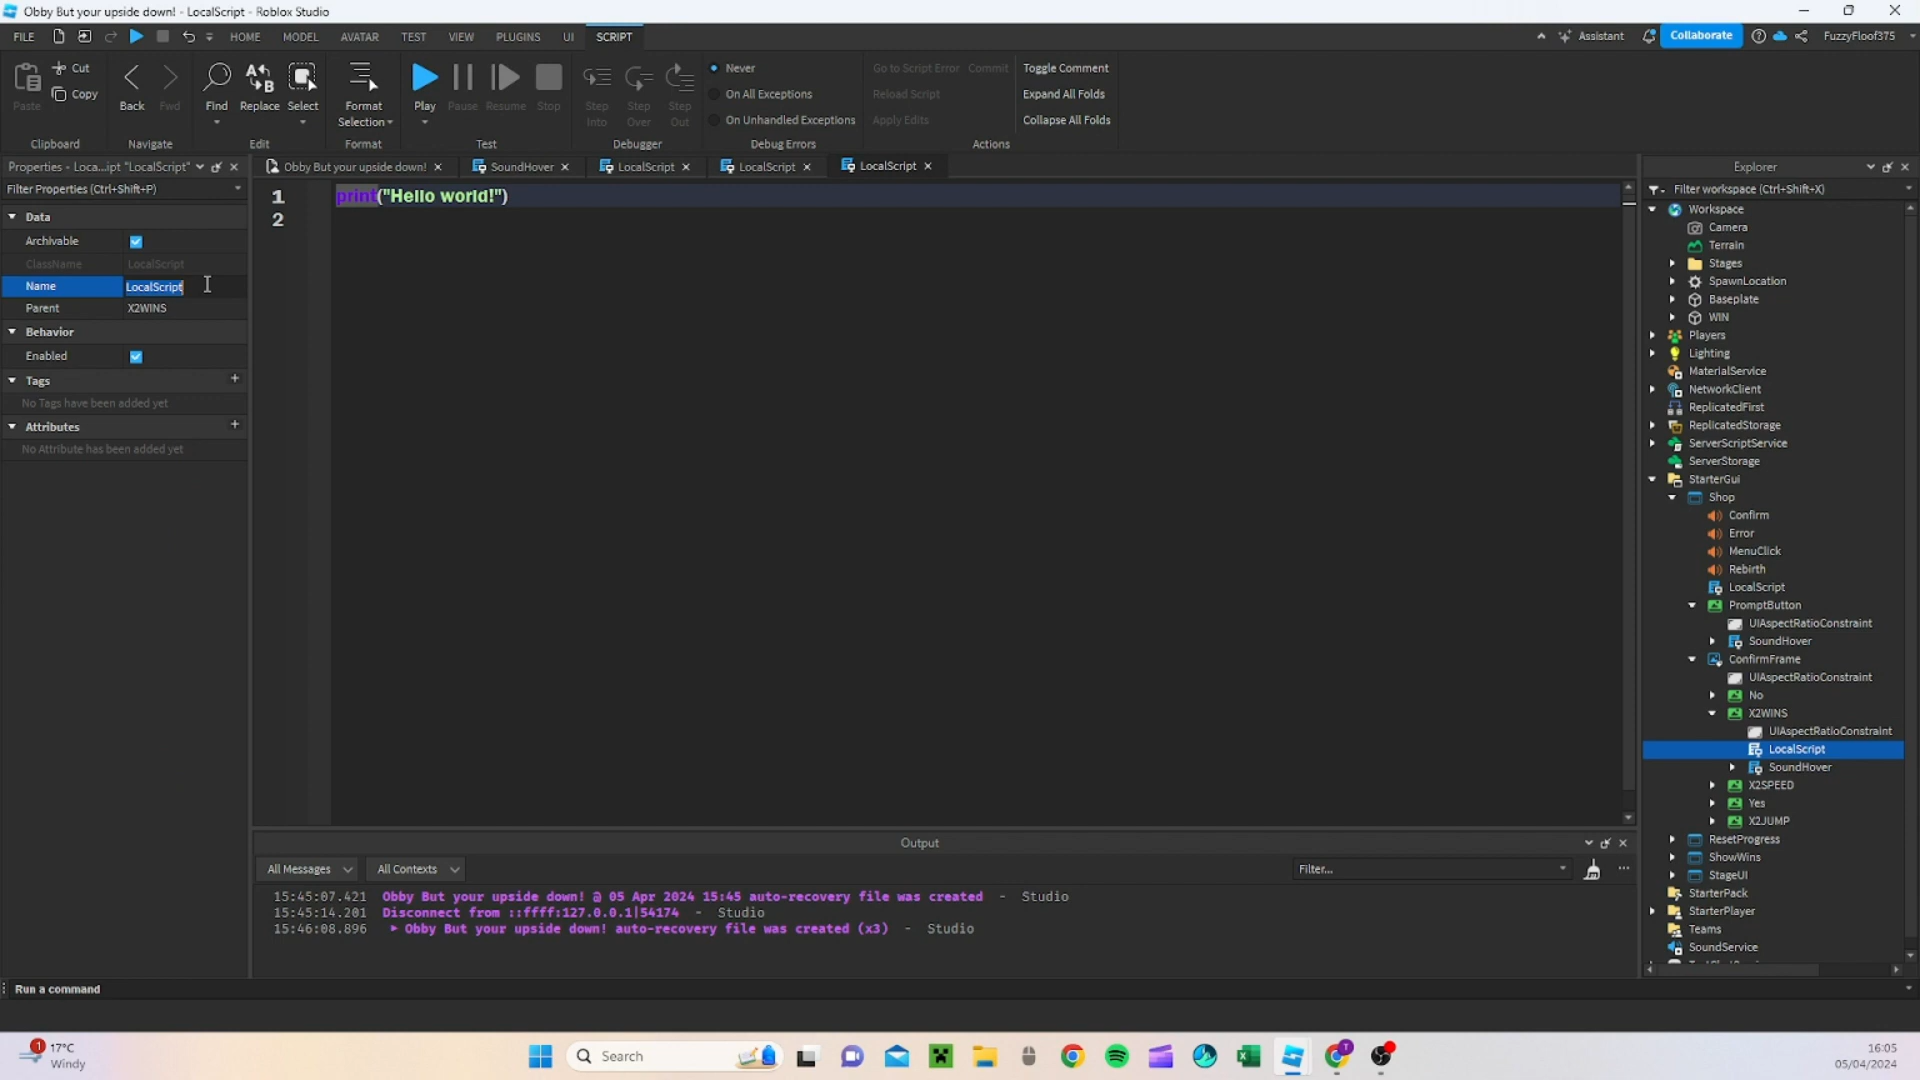 Obby But your upside down! - LocalScript - Roblox Studio
FILE HOME MODEL AVATAR TEST VIEW PLUGINS UI SCRIPT Assistant Collaborate FuzzyFloof375
Paste Cut Copy
Clipboard
Back Fwd
Navigate
Find Replace Select
Edit
Format Selection
Format
Play Pause Resume Stop
Test
Step Into Step Over Step Out
Debugger
Never
On All Exceptions
On Unhandled Exceptions
Debug Errors
Go to Script Error Commit
Reload Script
Apply Edits
Toggle Comment
Expand All Folds
Collapse All Folds
Actions
Properties - Loca...ipt "LocalScript"
Filter Properties (Ctrl+Shift+P)
Data
Archivable
ClassName LocalScript
Name LocalScript
Parent X2WINS
Behavior
Enabled
Tags
No Tags have been added yet
Attributes
No Attribute has been added yet
Obby But your upside down! SoundHover LocalScript LocalScript LocalScript
1 print("Hello world!")
2
Explorer
Filter workspace (Ctrl+Shift+X)
Workspace
Camera
Terrain
Stages
SpawnLocation
Baseplate
WIN
Players
Lighting
MaterialService
NetworkClient
ReplicatedFirst
ReplicatedStorage
ServerScriptService
ServerStorage
StarterGui
Shop
Confirm
Error
MenuClick
Rebirth
LocalScript
PromptButton
UIAspectRatioConstraint
SoundHover
ConfirmFrame
UIAspectRatioConstraint
No
X2WINS
UIAspectRatioConstraint
LocalScript
SoundHover
X2SPEED
Yes
X2JUMP
ResetProgress
ShowWins
StageUI
StarterPack
StarterPlayer
Teams
SoundService
Output
All Messages All Contexts Filter...
15:45:07.421 Obby But your upside down! @ 05 Apr 2024 15:45 auto-recovery file was created - Studio
15:45:14.201 Disconnect from ::ffff:127.0.0.1|54174 - Studio
15:46:08.896 Obby But your upside down! auto-recovery file was created (x3) - Studio
Run a command
1
17°C
Windy
Search
T
16:05
05/04/2024